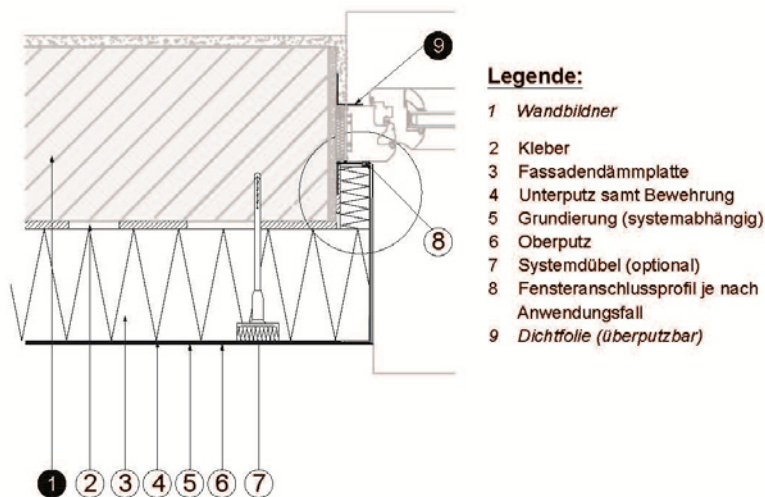 9
Legende:
1 Wandbildner
2 Kleber
3 Fassadendämmplatte
4 Unterputz samt Bewehrung
5 Grundierung (systemabhängig)
6 Oberputz
7 Systemdübel (optional)
8 Fensteranschlussprofil je nach
Anwendungsfall
9 Dichtfolie (überputzbar)
8
1 2 3 4 5 6 7